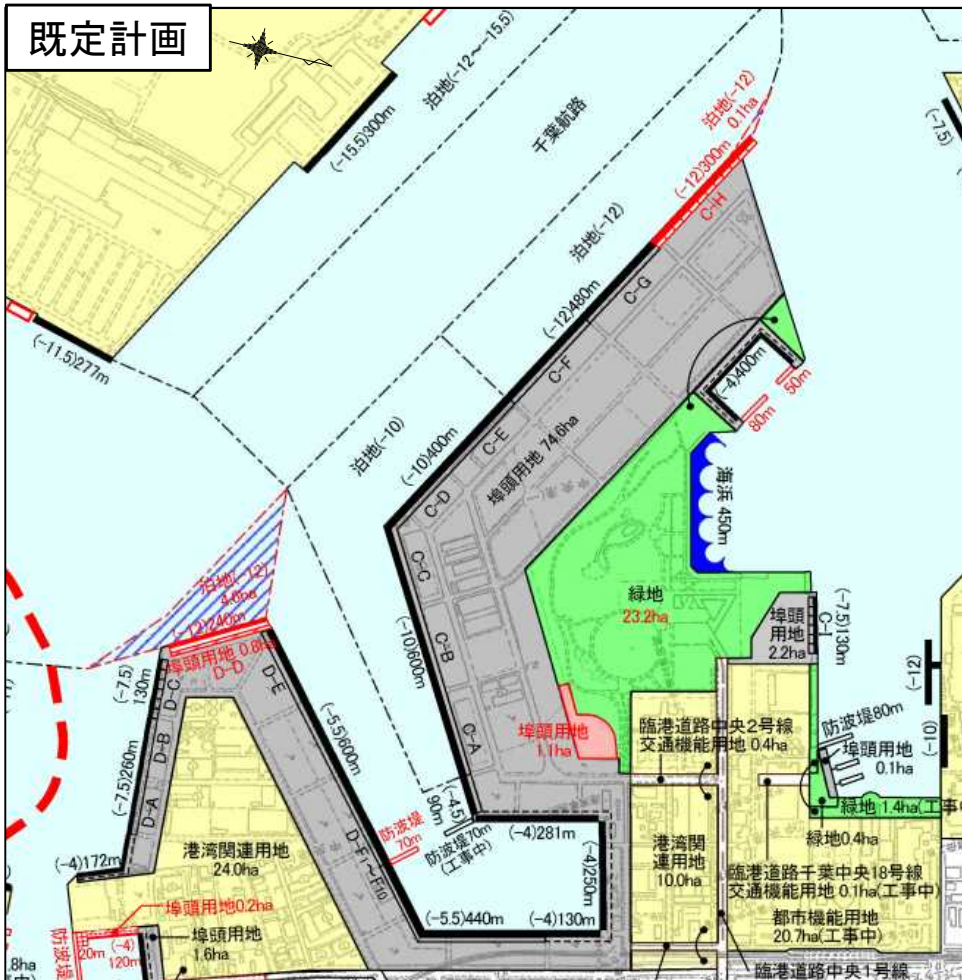 既定計画
泊地(-12～-15.5)
(-15.5)300m
千葉航路
泊地(-12)
0.1ha
(-12)300m
C-H
(-7.5)
泊地(-12)
(-12)480m
C-G
C-F
C-E
C-D
(-11.5)277m
泊地(-10)
(-10)400m
埠頭用地 74.6ha
(-4)400m
50m
80m
海浜 450m
C-C
C-B
C-A
(-10)600m
緑地
23.2ha
埠頭用地
2.2ha
C-I
(-7.5)130m
泊地(-12)
4.0ha
(-12)240m
埠頭用地 0.8ha
D-D
(-7.5)
130m
D-C
D-B
D-A
D-E
(-7.5)260m
(-5.5)600m
D-F1～F10
埠頭用地
1.1ha
臨港道路中央2号線
交通機能用地 0.4ha
(-12)
(-10)
防波堤80m
埠頭用地
0.1ha
緑地 1.4ha(工事中
緑地0.4ha
(-4.5)
90m
防波堤70m
(工事中)
防波堤
70m
(-4)281m
(-4)250m
(-4)130m
(-5.5)440m
(-4)172m
港湾関連用地
24.0ha
港湾関
連用地
10.0ha
臨港道路千葉中央18号線
交通機能用地 0.1ha(工事中)
都市機能用地
20.7ha(工事中)
臨港道路中央1号線
埠頭用地0.2ha
埠頭用地
1.6ha
防波堤
20m
(-4)
120m
.8ha